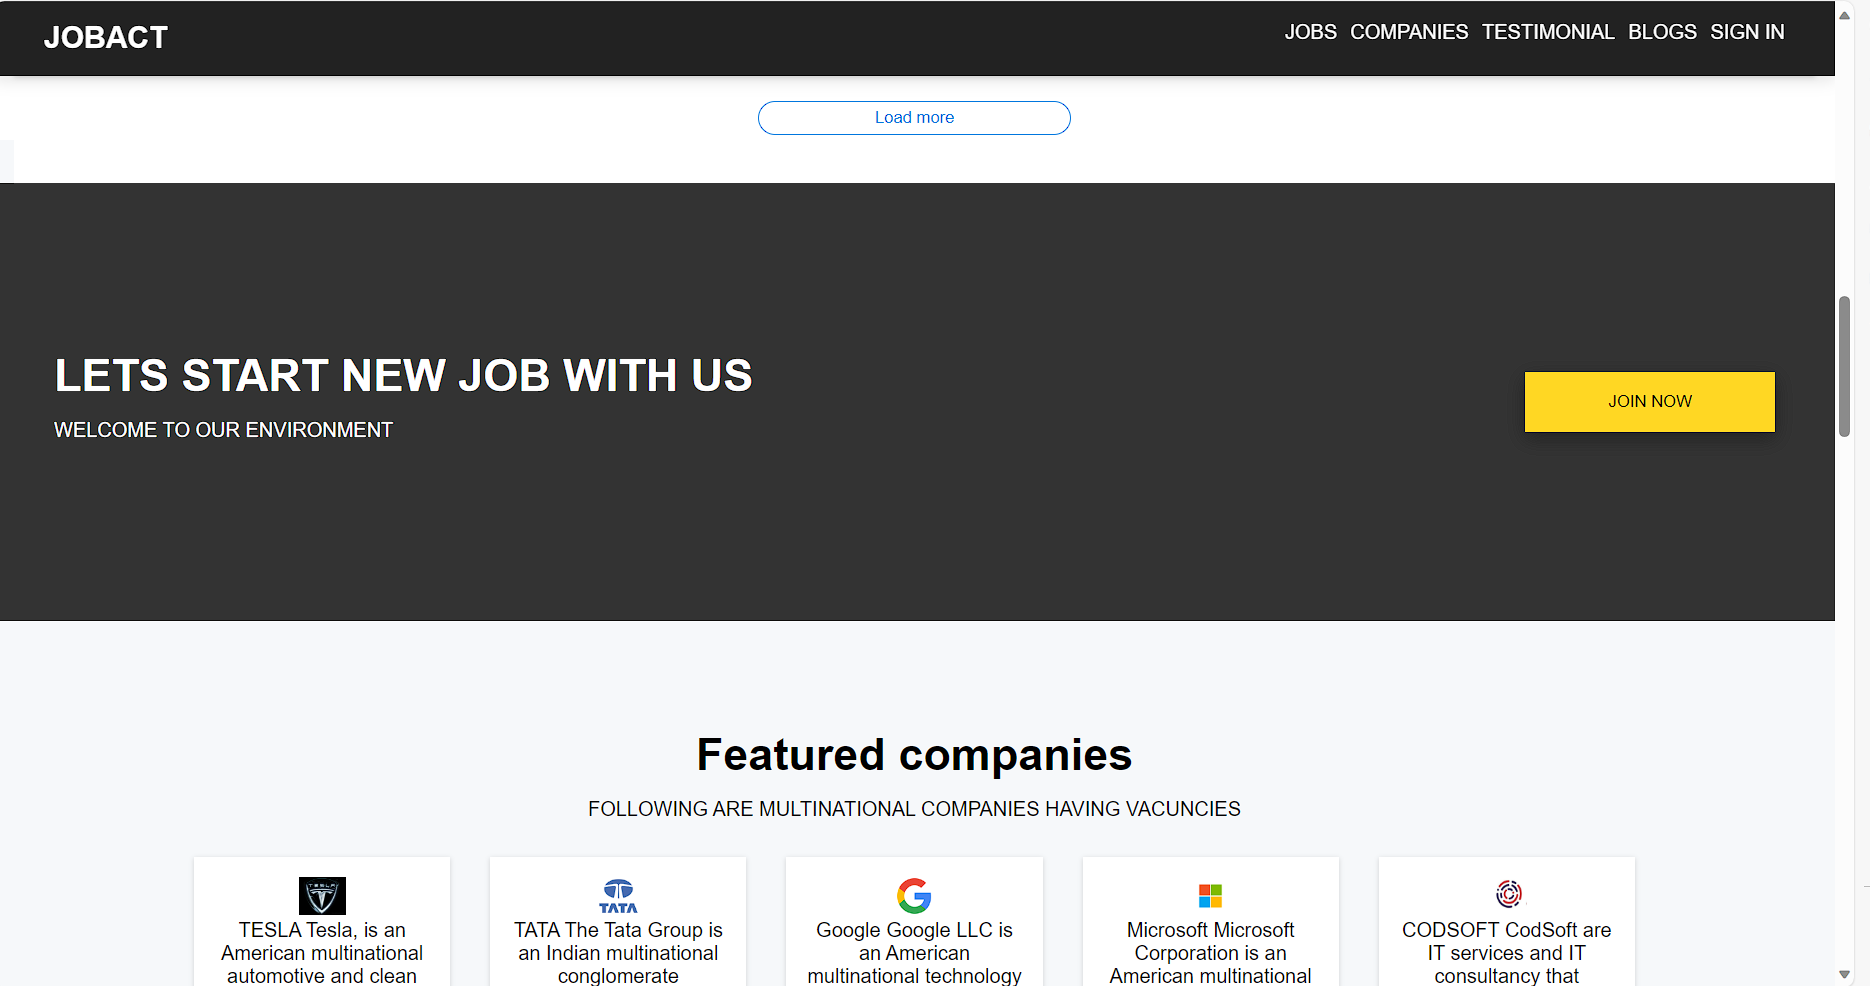 JOBACT
JOBS COMPANIES TESTIMONIAL BLOGS SIGN IN
Load more
LETS START NEW JOB WITH US
WELCOME TO OUR ENVIRONMENT
JOIN NOW
Featured companies
FOLLOWING ARE MULTINATIONAL COMPANIES HAVING VACUNCIES
TESLA
TESLA Tesla, is an
American multinational
automotive and clean
TATA
TATA The Tata Group is
an Indian multinational
conglomerate
Google Google LLC is
an American
multinational technology
Microsoft Microsoft
Corporation is an
American multinational
CODSOFT CodSoft are
IT services and IT
consultancy that